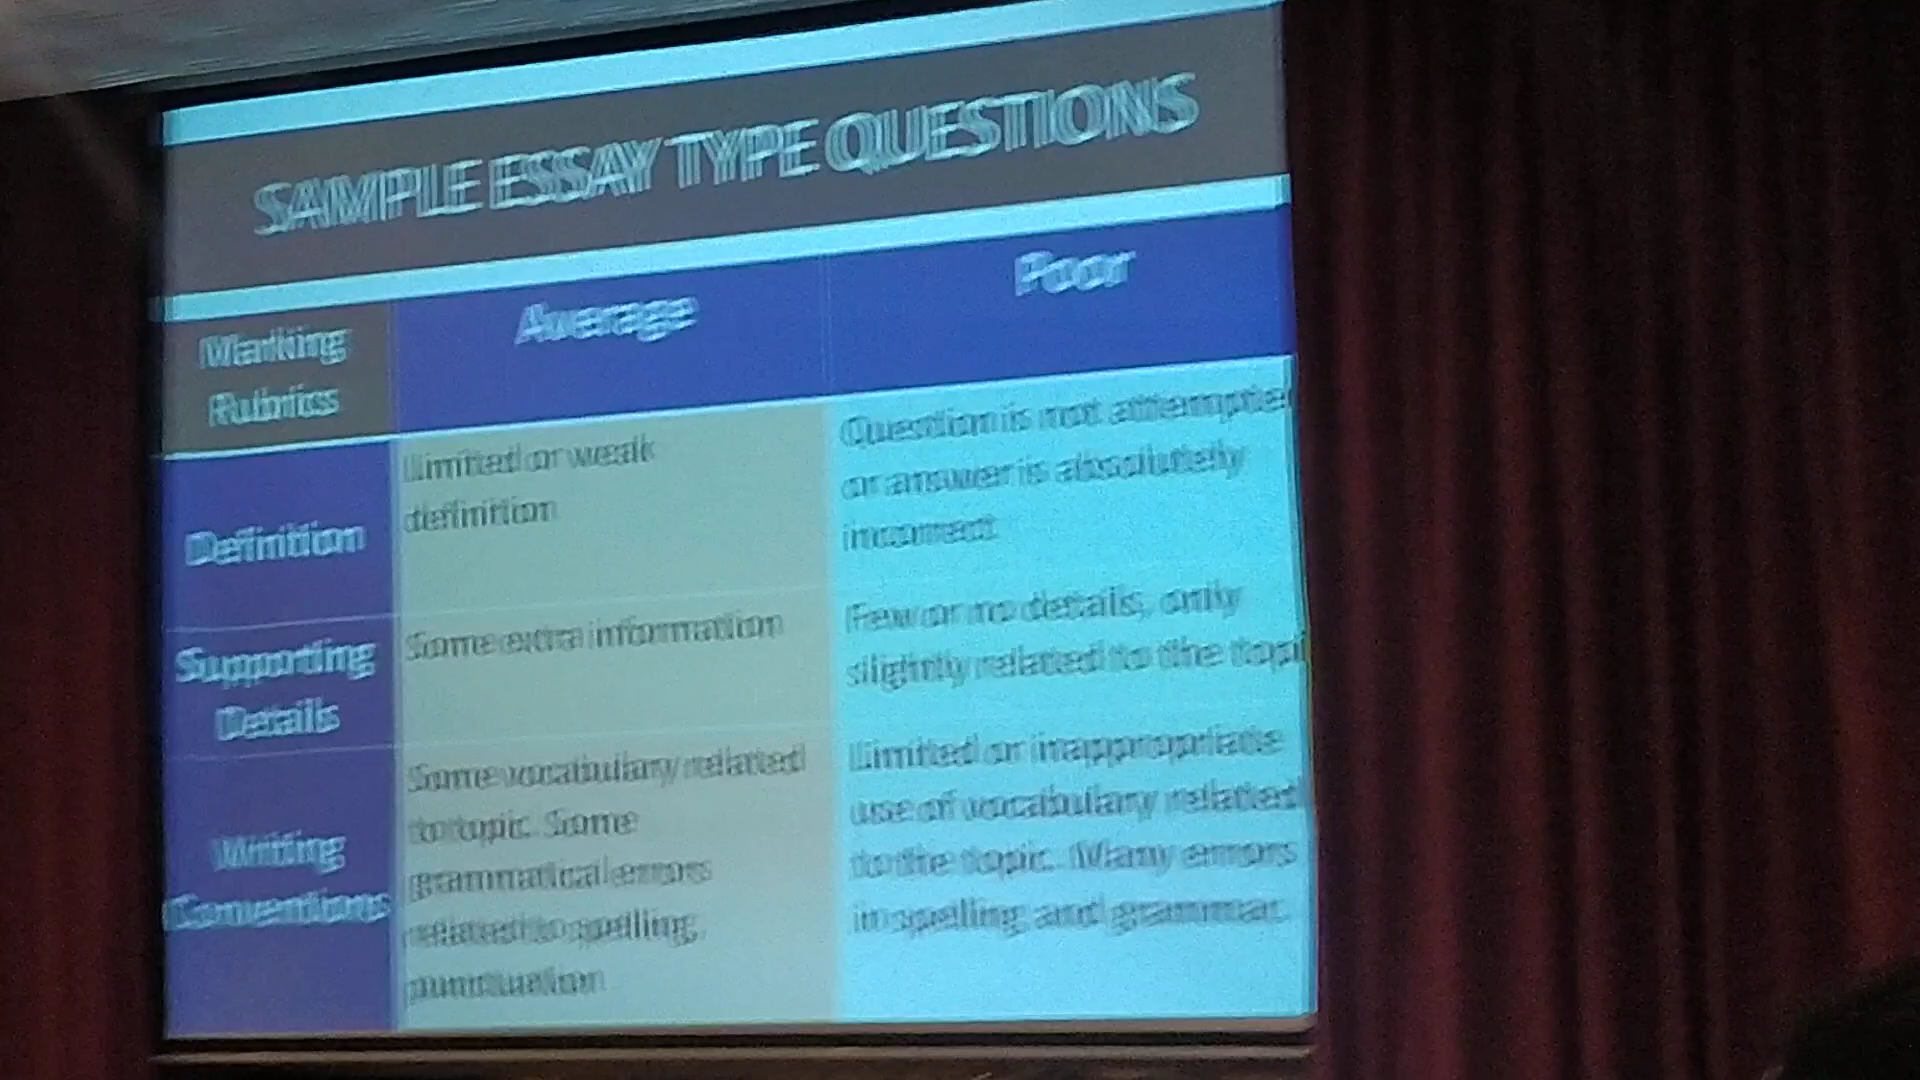 SAMPLE ESSAY TYPE QUESTIONS
Marking
Rubrics
Average
Poor
Definition
Limited or weak
definition
Question is not attempte
or answer is absolutely
incorrect.
Supporting
Details
Some extra information
Few or no details, only
slightly related to the topi
Writing
Conventions
Some vocabulary related
to topic. Some
grammatical errors
related to spelling,
punctuation
Limited or inappropriate
use of vocabulary related
to the topic. Many errors
in spelling and grammar.